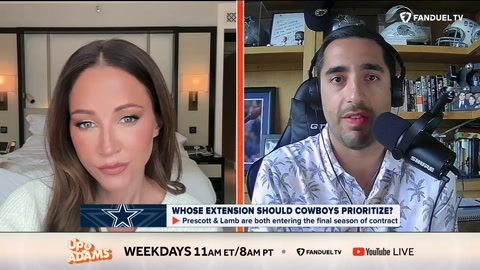 FANDUEL TV
GT
SHURE
WHOSE EXTENSION SHOULD COWBOYS PRIORITIZE?
Prescott & Lamb are both entering the final season of contract
UP & ADAMS
WEEKDAYS 11AM ET/8AM PT • FANDUEL TV YouTube LIVE